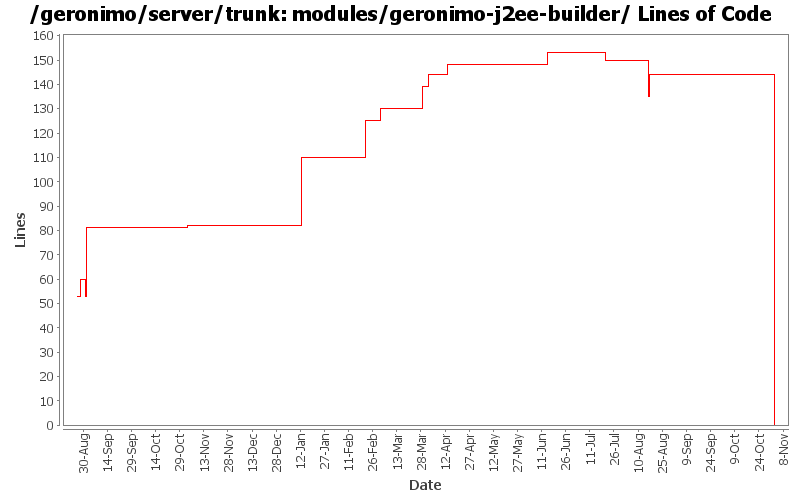 /geronimo/server/trunk: modules/geronimo-j2ee-builder/ Lines of Code
160
150
140
130
120
110
100
90
80
70
60
50
40
30
20
10
0
Lines
30-Aug
14-Sep
29-Sep
14-Oct
29-Oct
13-Nov
28-Nov
13-Dec
28-Dec
12-Jan
27-Jan
11-Feb
26-Feb
13-Mar
28-Mar
12-Apr
27-Apr
12-May
27-May
11-Jun
26-Jun
11-Jul
26-Jul
10-Aug
25-Aug
9-Sep
24-Sep
9-Oct
24-Oct
8-Nov
Date